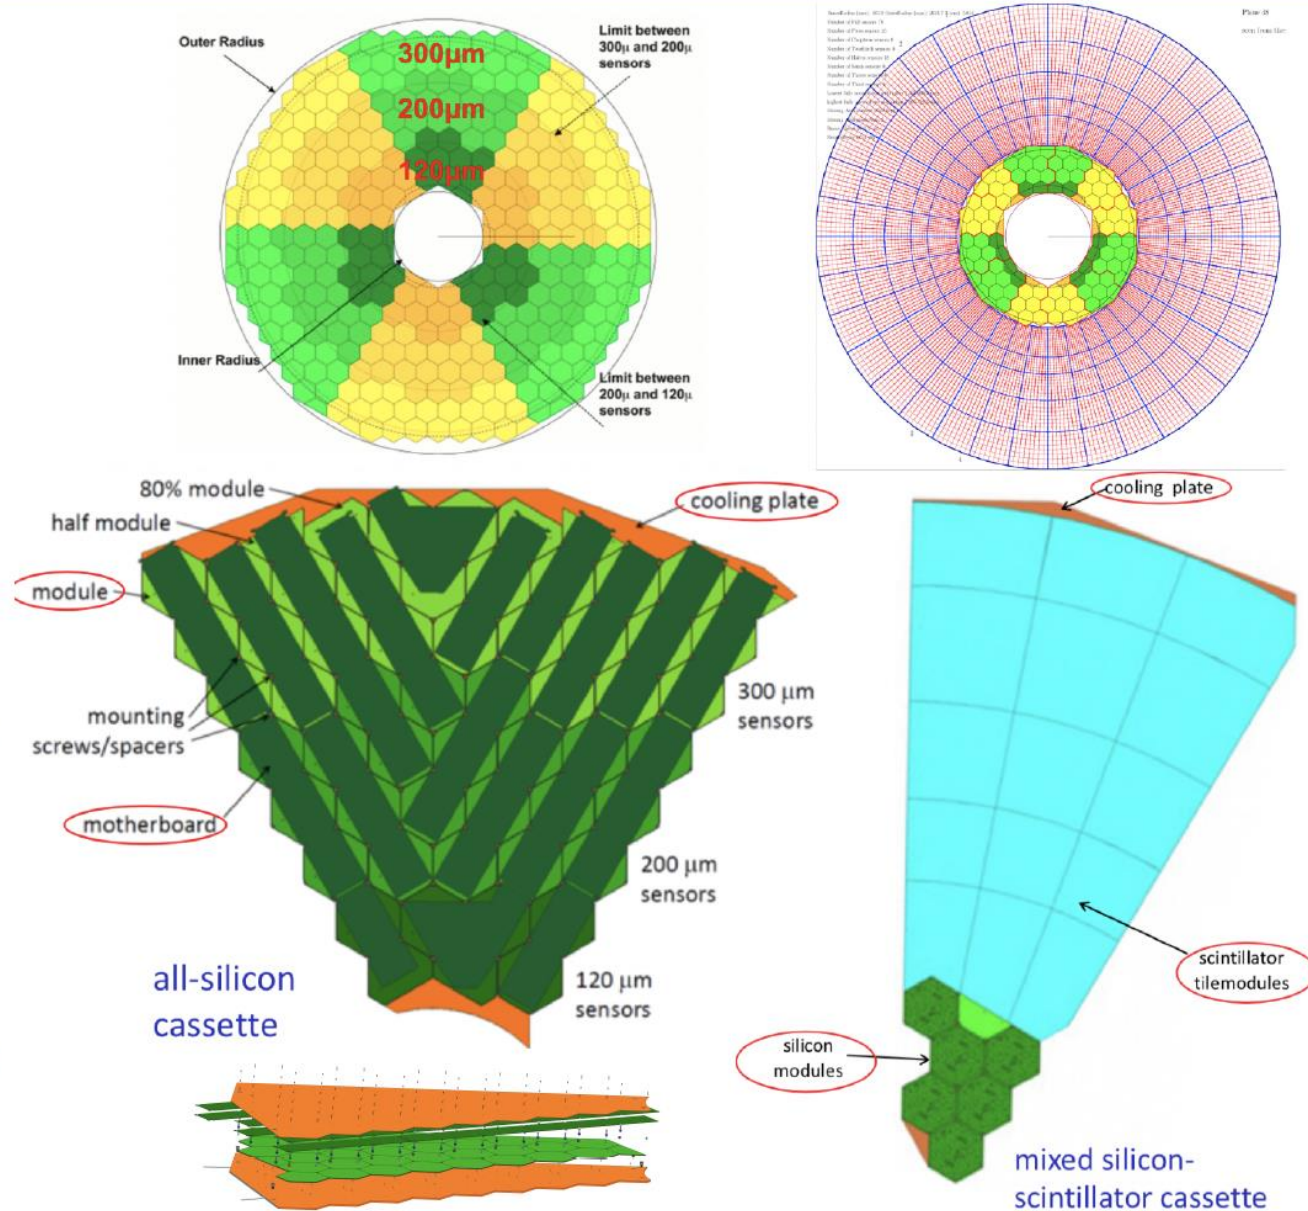 Outer Radius
300μm
200μm
120μm
Limit between
300μ and 200μ
sensors
Inner Radius
Limit between
200μ and 120μ
sensors
80% module
half module
module
mounting
screws/spacers
motherboard
cooling plate
300 μm
sensors
200 μm
sensors
120 μm
sensors
all-silicon
cassette
cooling plate
scintillator
tilemodules
silicon
modules
mixed silicon-
scintillator cassette